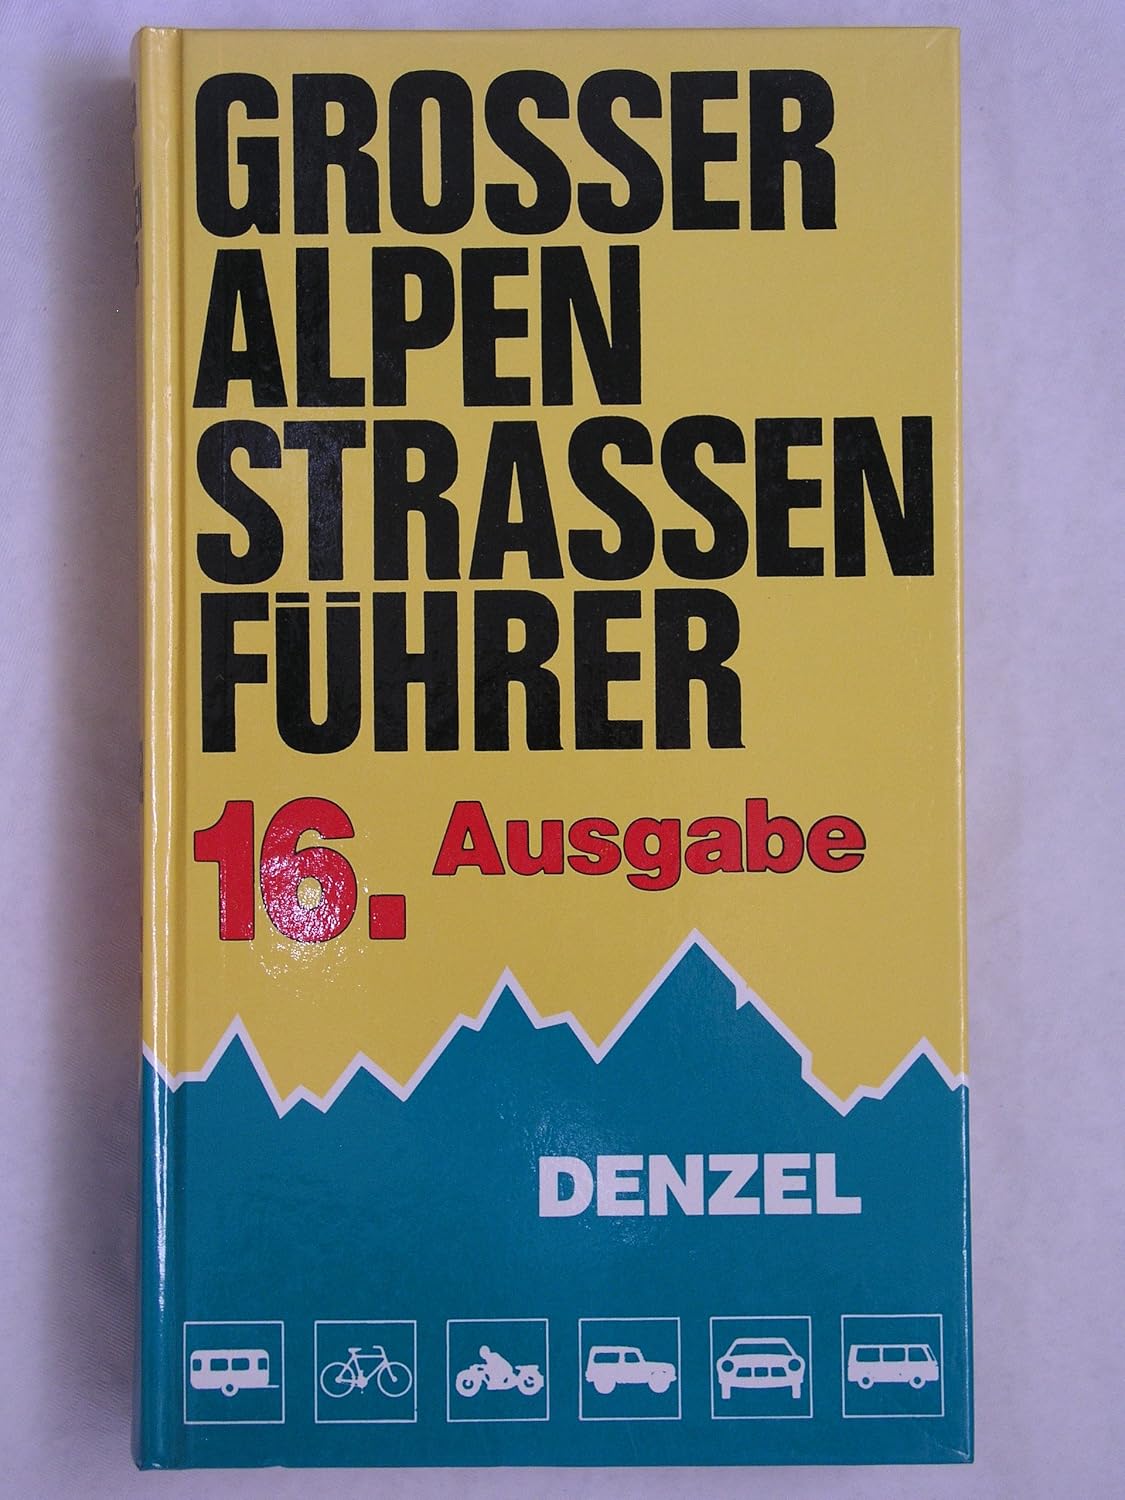 GROSSER
ALPEN
STRASSEN
FÜHRER
16. Ausgabe
DENZEL